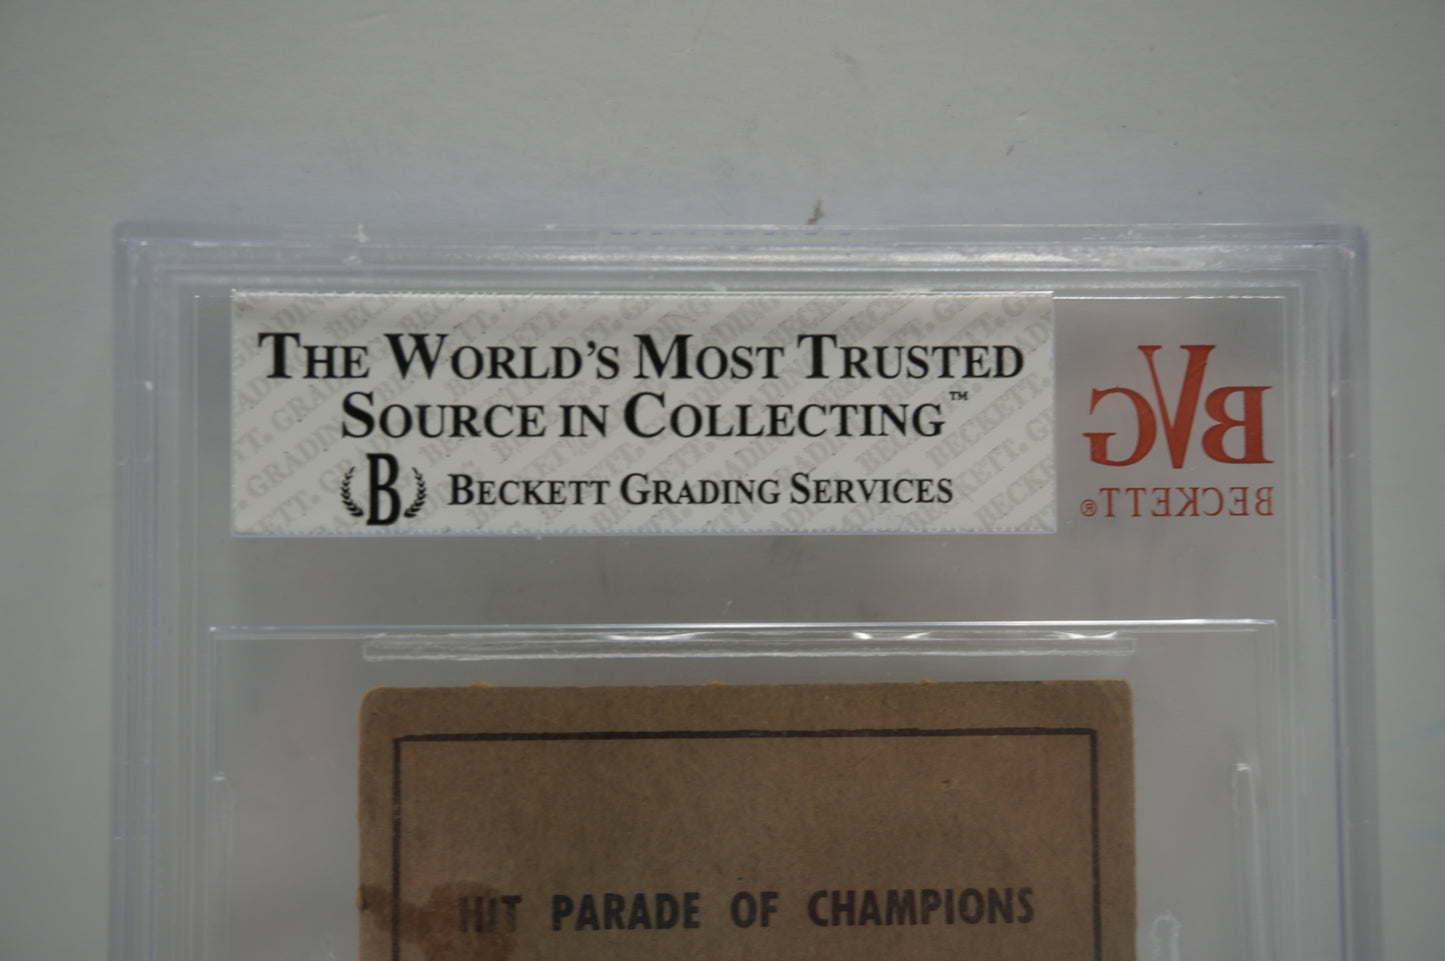 THE WORLD'S MOST TRUSTED
SOURCE IN COLLECTING™
B BECKETT GRADING SERVICES
BVG
BECKETT®
HIT PARADE OF CHAMPIONS